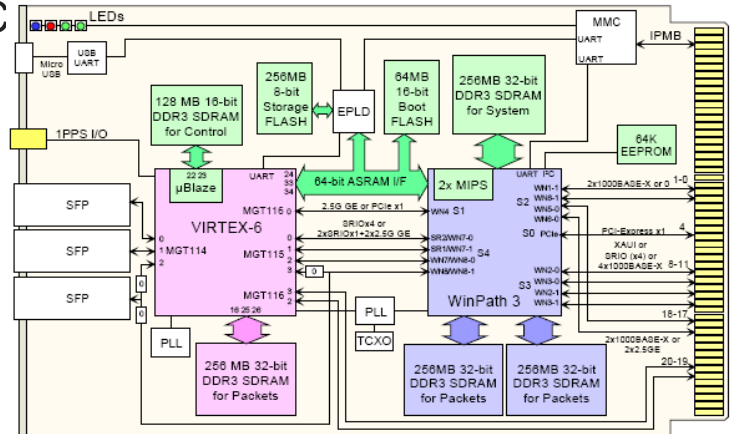 C
LEDs
MMC
UART
UART
IPMB
Micro
USB
USB
UART
256MB
8-bit
Storage
FLASH
EPLD
64MB
16-bit
Boot
FLASH
256MB 32-bit
DDR3 SDRAM
for System
128 MB 16-bit
DDR3 SDRAM
for Control
1PPS I/O
64K
EEPROM
22 23
µBlaze
UART
24
33
34
64-bit ASRAM I/F
2x MIPS
UART I²C
SFP
SFP
SFP
VIRTEX-6
MGT116 0
2.5G GE or PCIe x1
WN4 S1
S2
WN1-1
WN6-1
WN5-0
WN6-0
2x1000BASE-X or 0 1-0
SRIOx4 or
2xSRIOx1+2x2.5G GE
0
1 MGT114
2
MGT115
0
1
2
3
0
SR2/WN7-0
SR1/WN7-1
WN7/WN8-0
WN8/WN8-1
S4
S0 PCIe
PCI-Express x1 4
XAUI or
SRIO (x4) or
4x1000BASE-X 8-11
S3
WN2-0
WN3-0
WN2-1
WN3-1
0
0
MGT116 3
2
16 25 26
WinPath 3
PLL
TCXO
PLL
18-17
2x1000BASE-X or
2x2.5GE
20-19
256 MB 32-bit
DDR3 SDRAM
for Packets
256MB 32-bit
DDR3 SDRAM
for Packets
256MB 32-bit
DDR3 SDRAM
for Packets